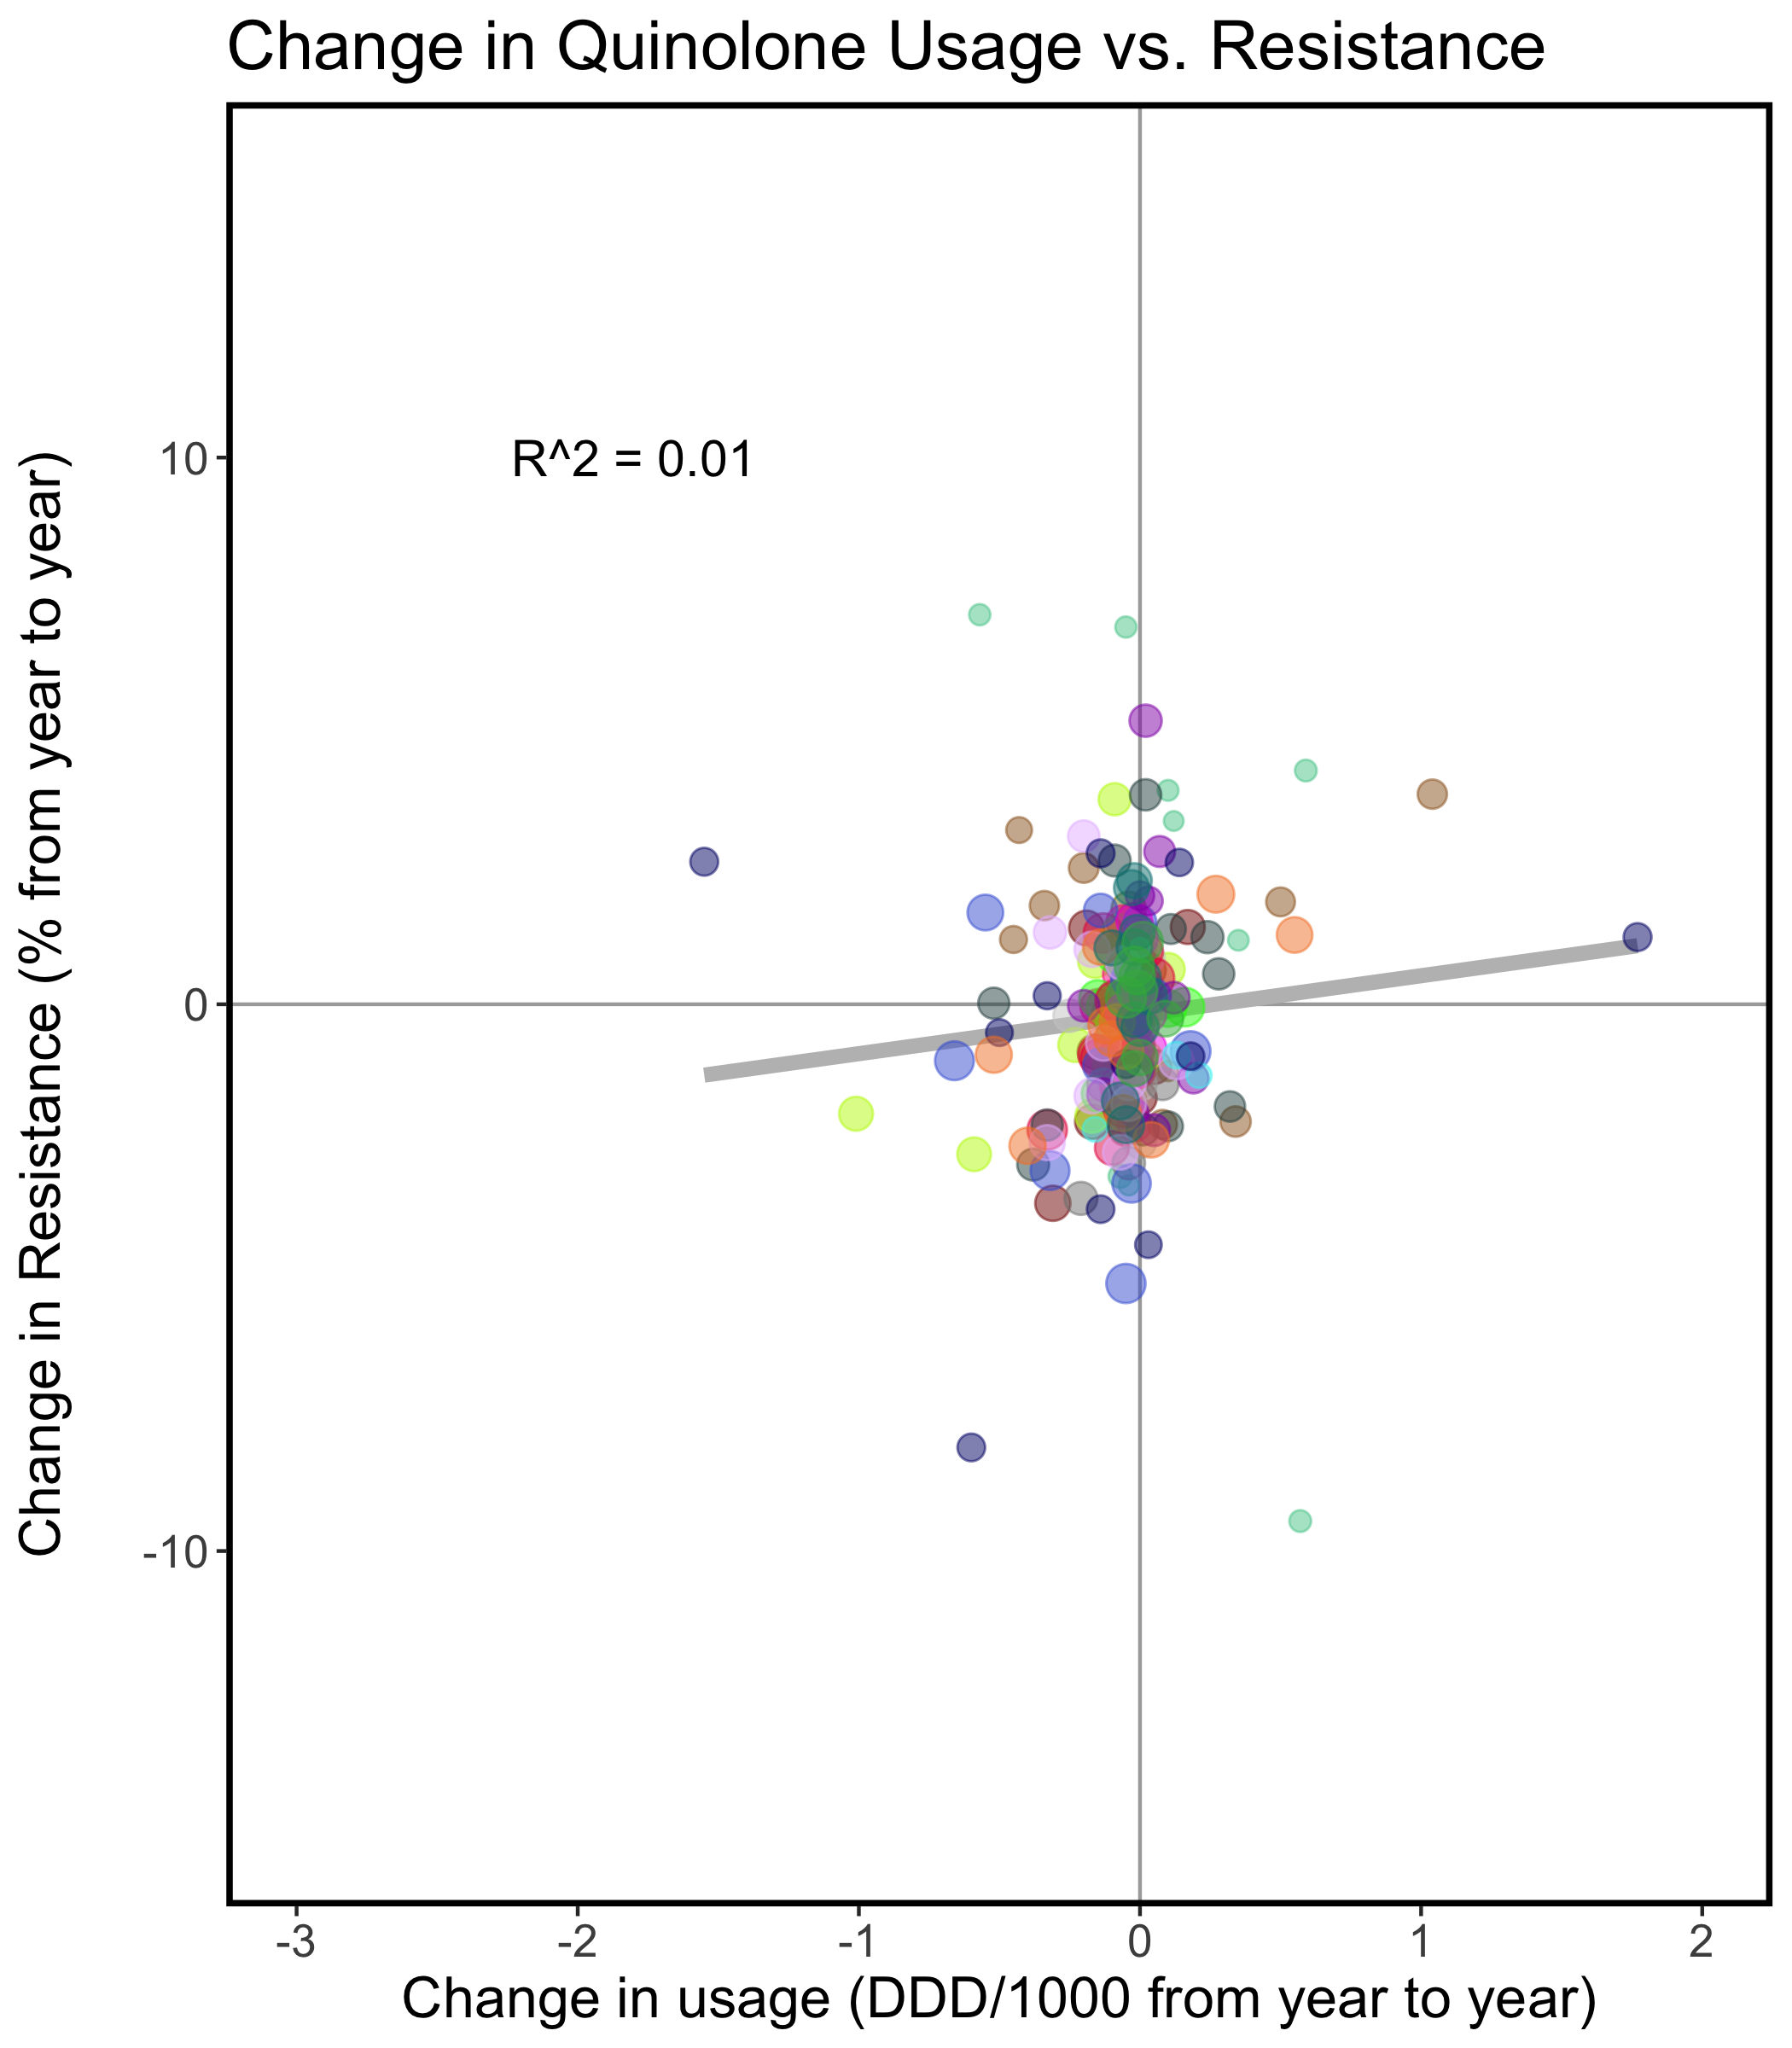 Change in Quinolone Usage vs. Resistance
Change in Resistance (% from year to year)
10
0
-10
R^2 = 0.01
-3
-2
-1
0
1
2
Change in usage (DDD/1000 from year to year)